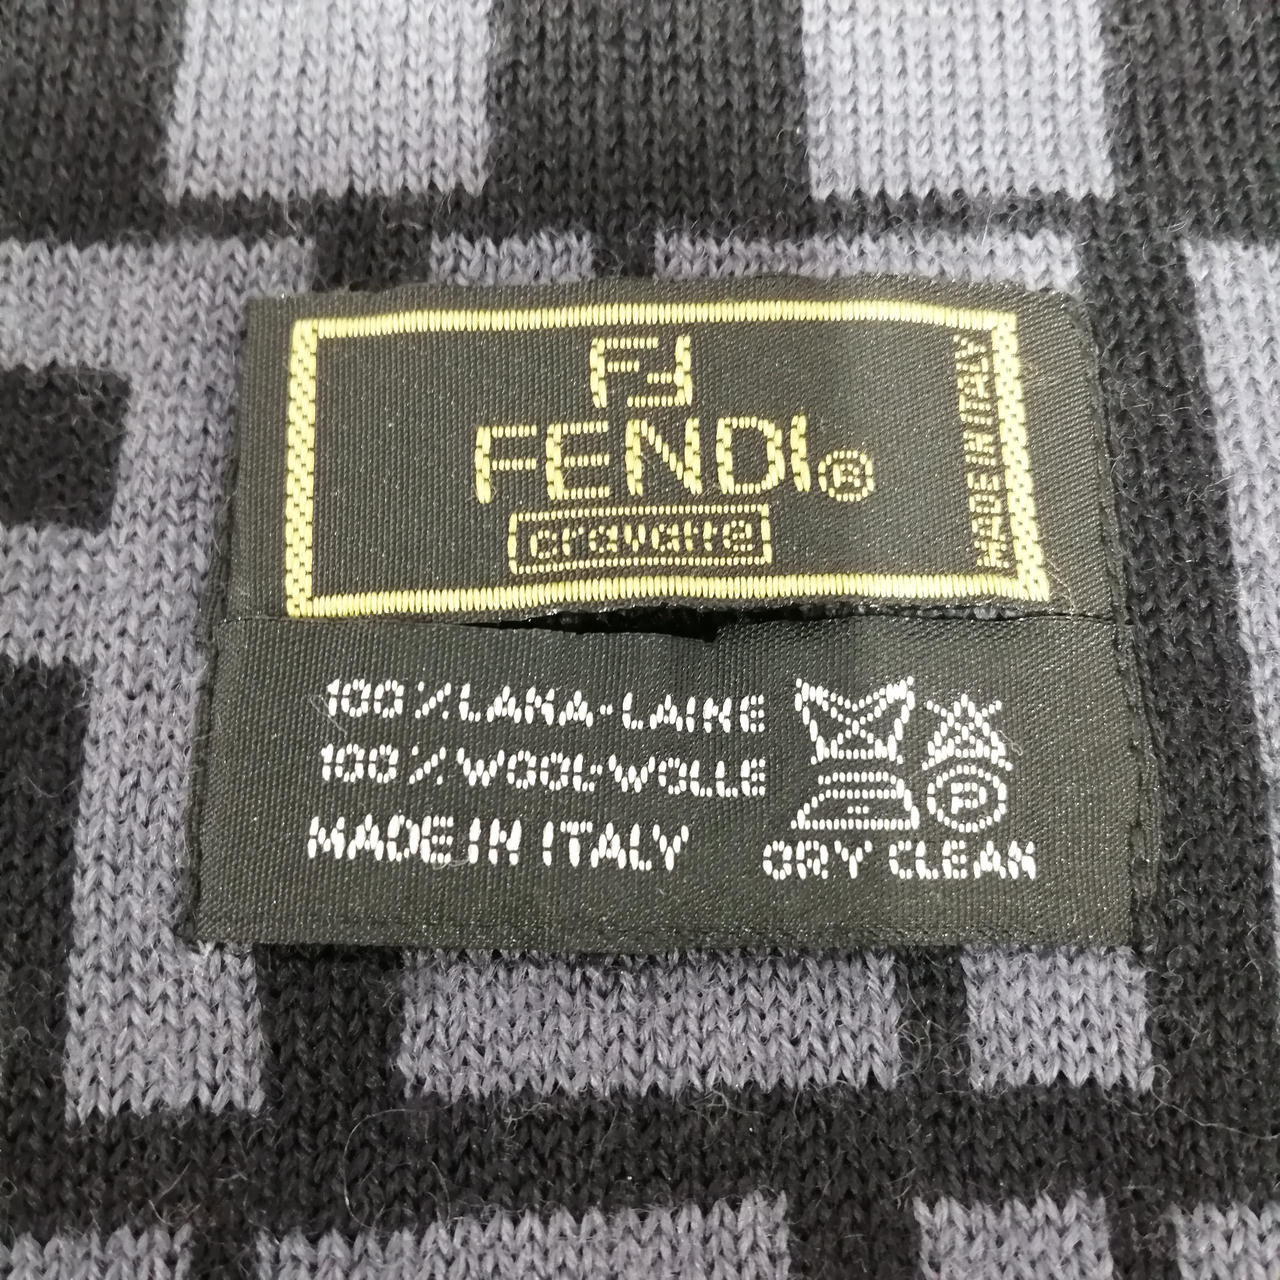 FF
FENDI®
cravatte
MADE IN ITALY
100% LANA-LAINE
100% WOOL-WOLLE
MADE IN ITALY
P
DRY CLEAN